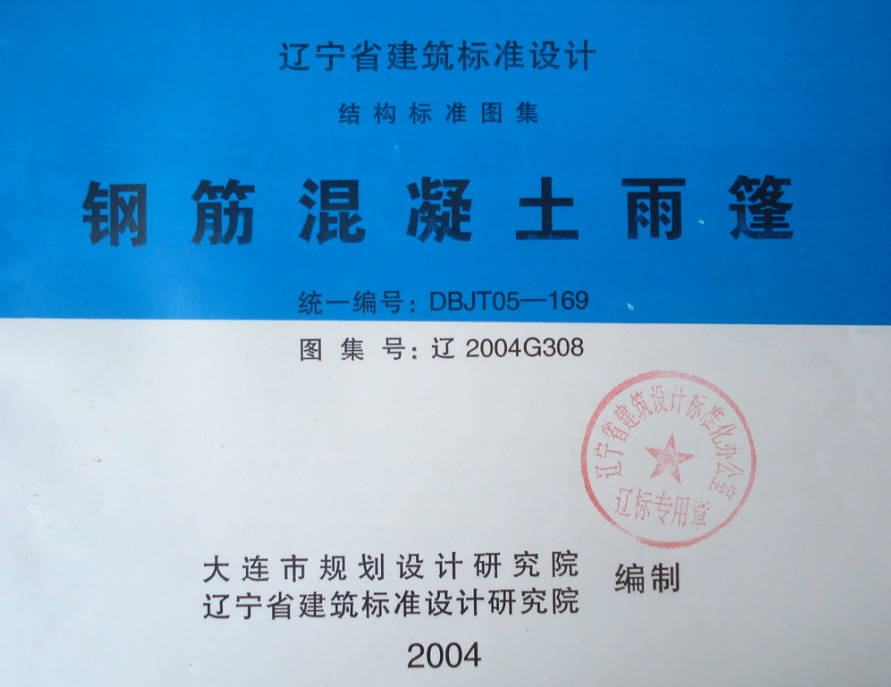 辽宁省建筑标准设计
结构标准图集
钢筋混凝土雨篷
统一编号：DBJT05—169
图集号：辽 2004G308
辽宁省建筑设计标准化办公室
辽标专用章
大连市规划设计研究院
辽宁省建筑标准设计研究院
编制
2004